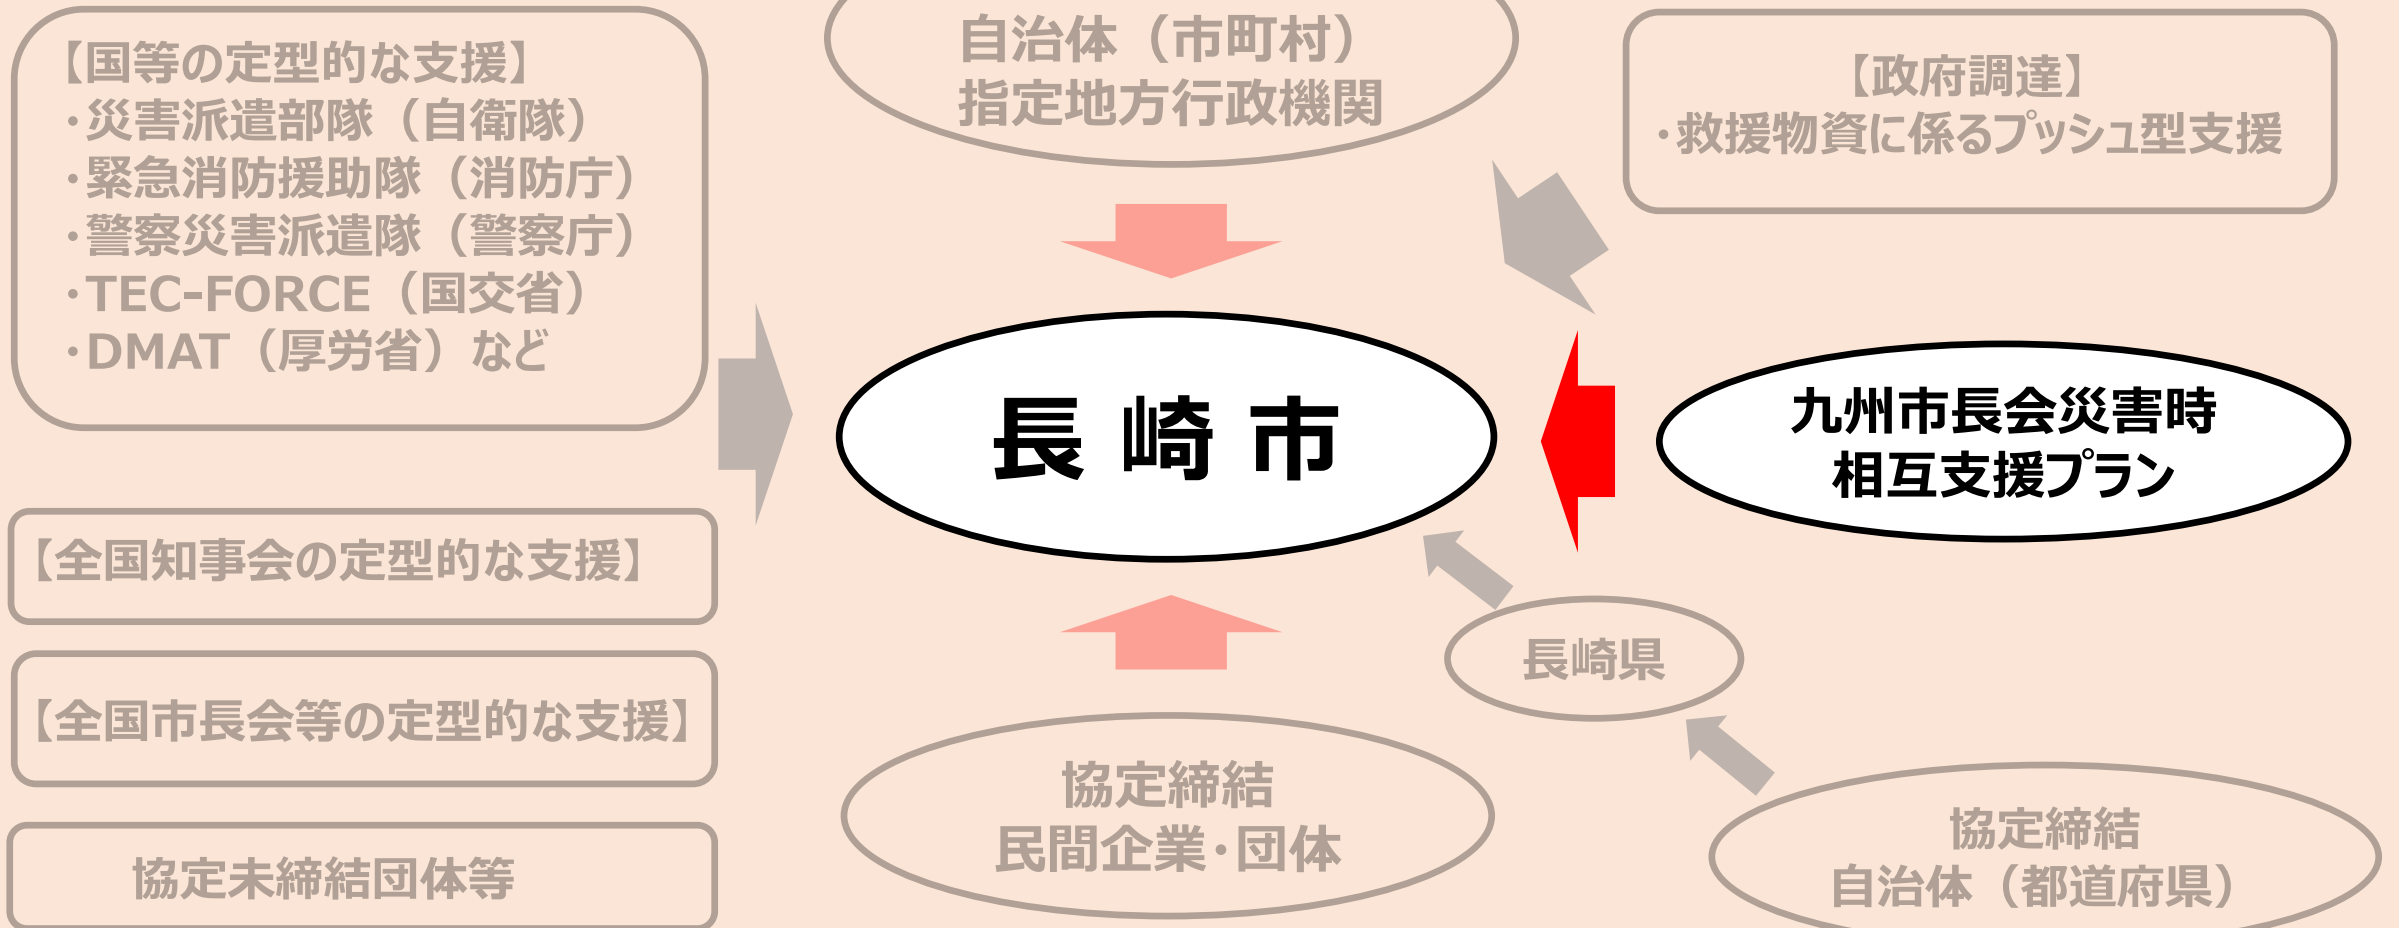 【国等の定型的な支援】
・災害派遣部隊（自衛隊）
・緊急消防援助隊（消防庁）
・警察災害派遣隊（警察庁）
・TEC-FORCE（国交省）
・DMAT（厚労省）など
自治体（市町村）
指定地方行政機関
【政府調達】
・救援物資に係るプッシュ型支援
長 崎 市
九州市長会災害時
相互支援プラン
【全国知事会の定型的な支援】
【全国市長会等の定型的な支援】
協定未締結団体等
長崎県
協定締結
民間企業・団体
協定締結
自治体（都道府県）